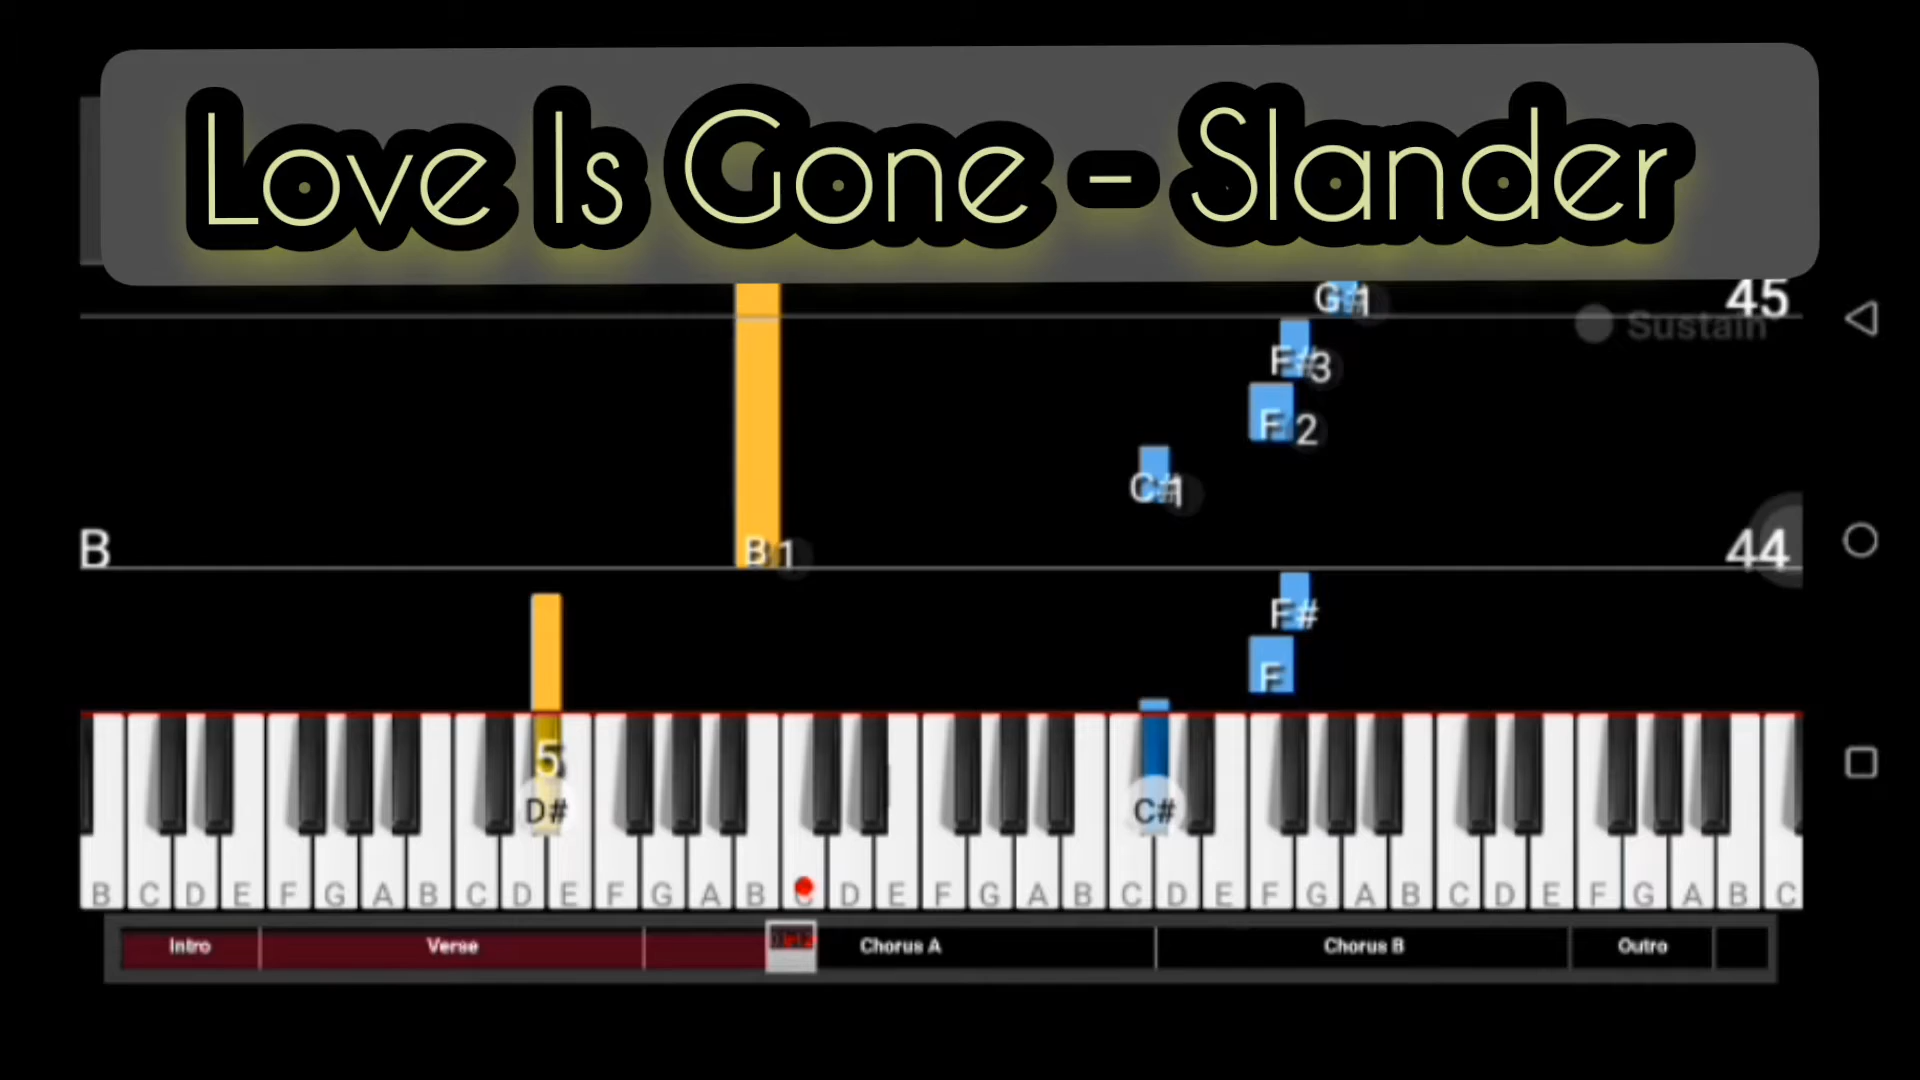 Love Is Gone - Slander
G# 1 45
Sustain
F# 3
F 2
C# 1
B B 1 44
F#
F
5
D# C#
B C D E F G A B C D E F G A B C D E F G A B C D E F G A B C D E F G A B C
Intro Verse Chorus A Chorus B Outro